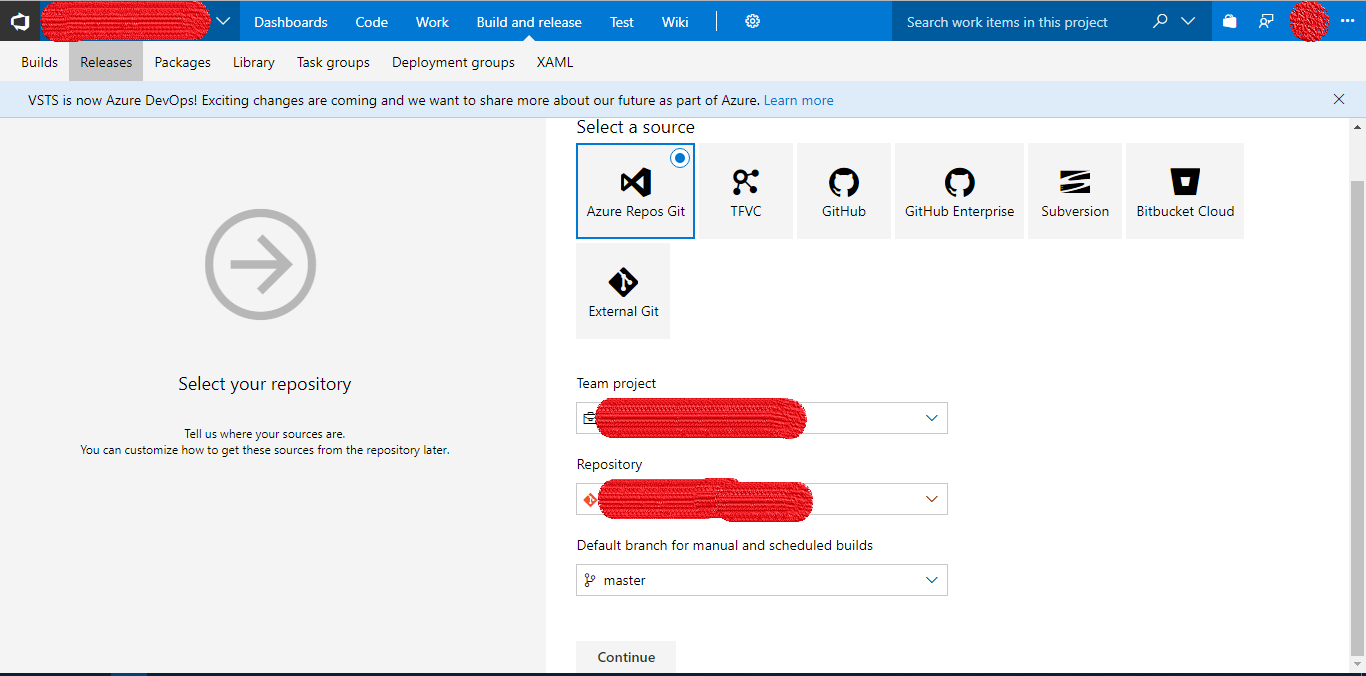 Dashboards Code Work Build and release Test Wiki Search work items in this project
Builds Releases Packages Library Task groups Deployment groups XAML
VSTS is now Azure DevOps! Exciting changes are coming and we want to share more about our future as part of Azure. Learn more
Select your repository
Tell us where your sources are.
You can customize how to get these sources from the repository later.
Select a source
Azure Repos Git TFVC GitHub GitHub Enterprise Subversion Bitbucket Cloud
External Git
Team project
Repository
Default branch for manual and scheduled builds
master
Continue